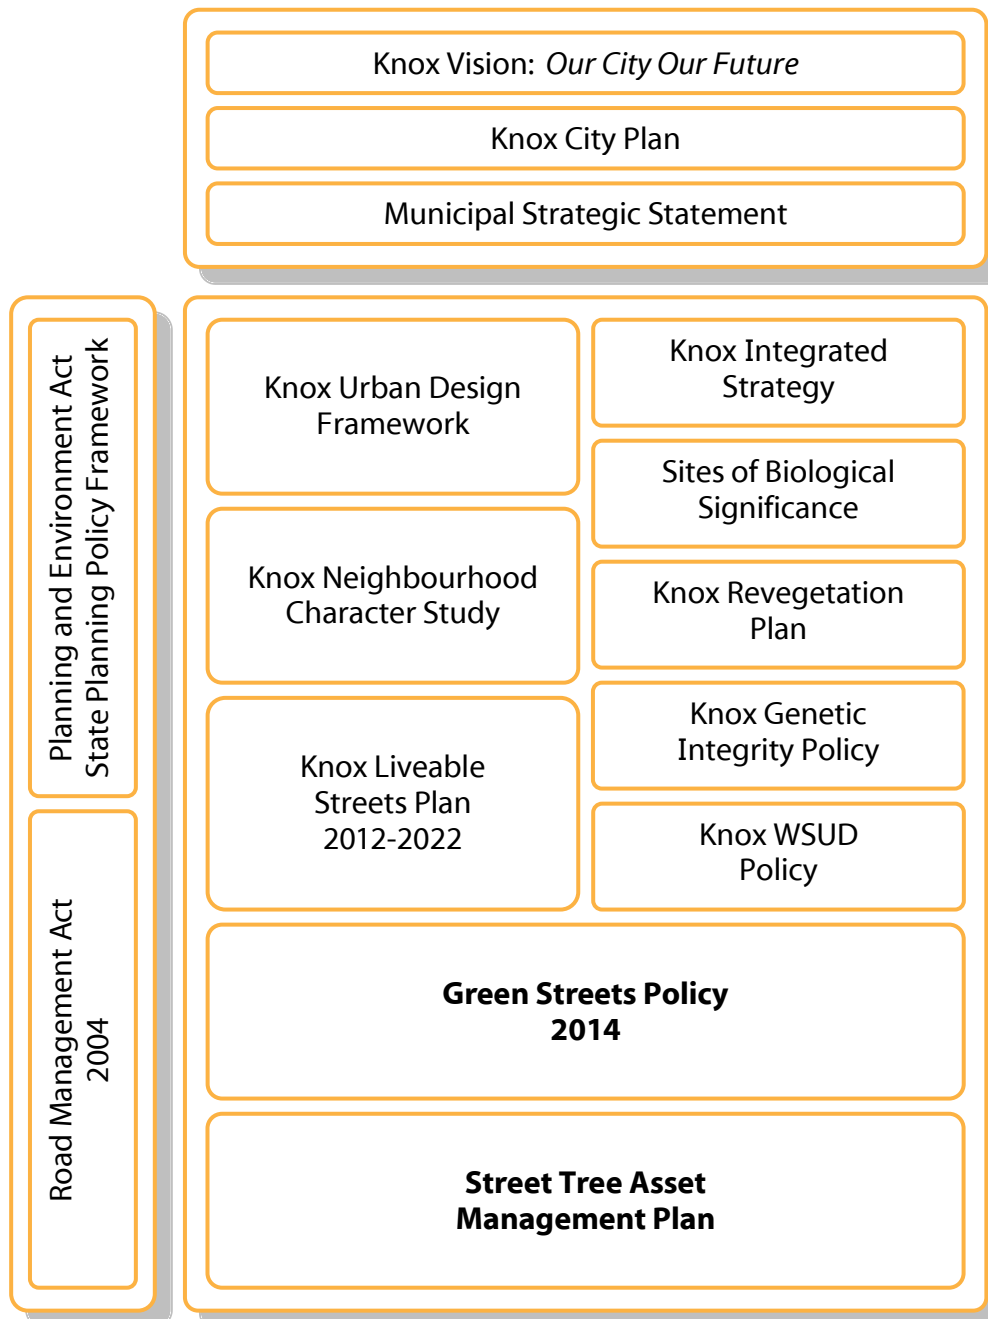 Knox Vision: Our City Our Future
Knox City Plan
Municipal Strategic Statement
Planning and Environment Act
State Planning Policy Framework
Road Management Act
2004
Knox Urban Design
Framework
Knox Neighbourhood
Character Study
Knox Liveable
Streets Plan
2012-2022
Knox Integrated
Strategy
Sites of Biological
Significance
Knox Revegetation
Plan
Knox Genetic
Integrity Policy
Knox WSUD
Policy
Green Streets Policy
2014
Street Tree Asset
Management Plan